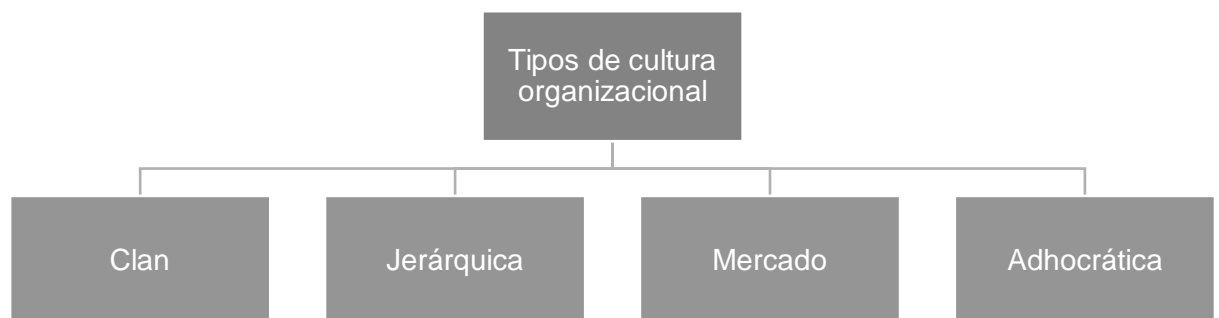 Tipos de cultura
organizacional
Clan
Jerárquica
Mercado
Adhocrática